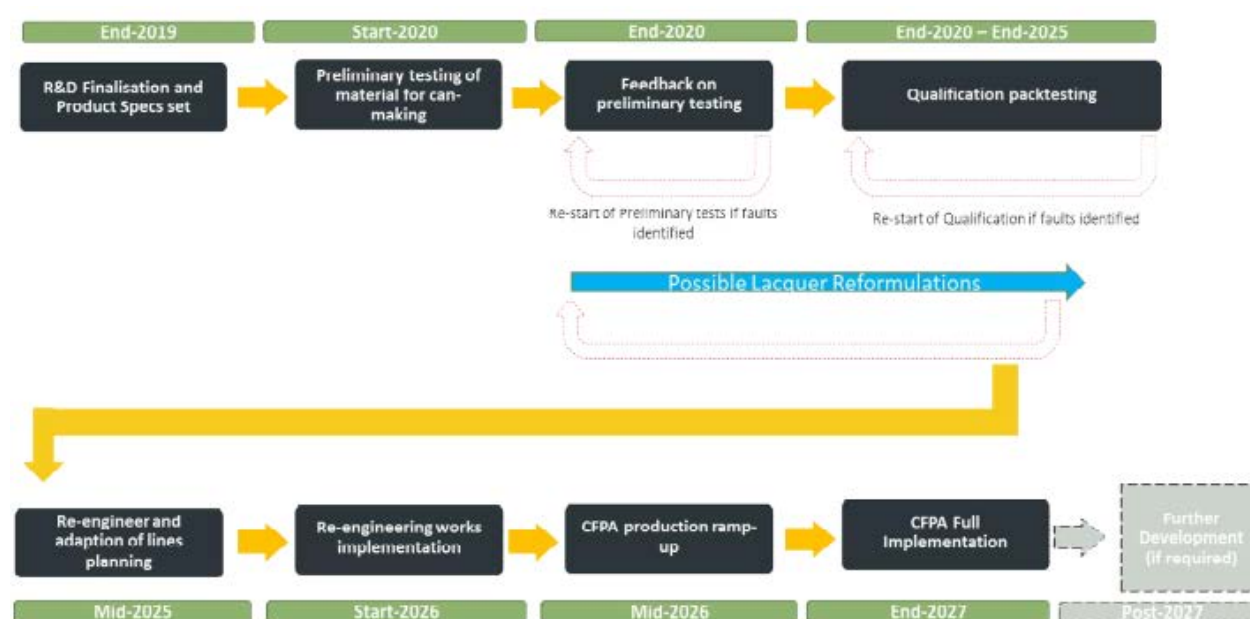 End-2019
Start-2020
End-2020
End-2020 – End-2025
R&D Finalisation and
Product Specs set
Preliminary testing of
material for can-
making
Feedback on
preliminary testing
Qualification packtesting
Re-start of Preliminary tests if faults
identified
Re-start of Qualification if faults identified
Possible Lacquer Reformulations
Re-engineer and
adaption of lines
planning
Re-engineering works
implementation
CFPA production ramp-
up
CFPA Full
Implementation
Further
Development
(if required)
Mid-2025
Start-2026
Mid-2026
End-2027
Post-2027